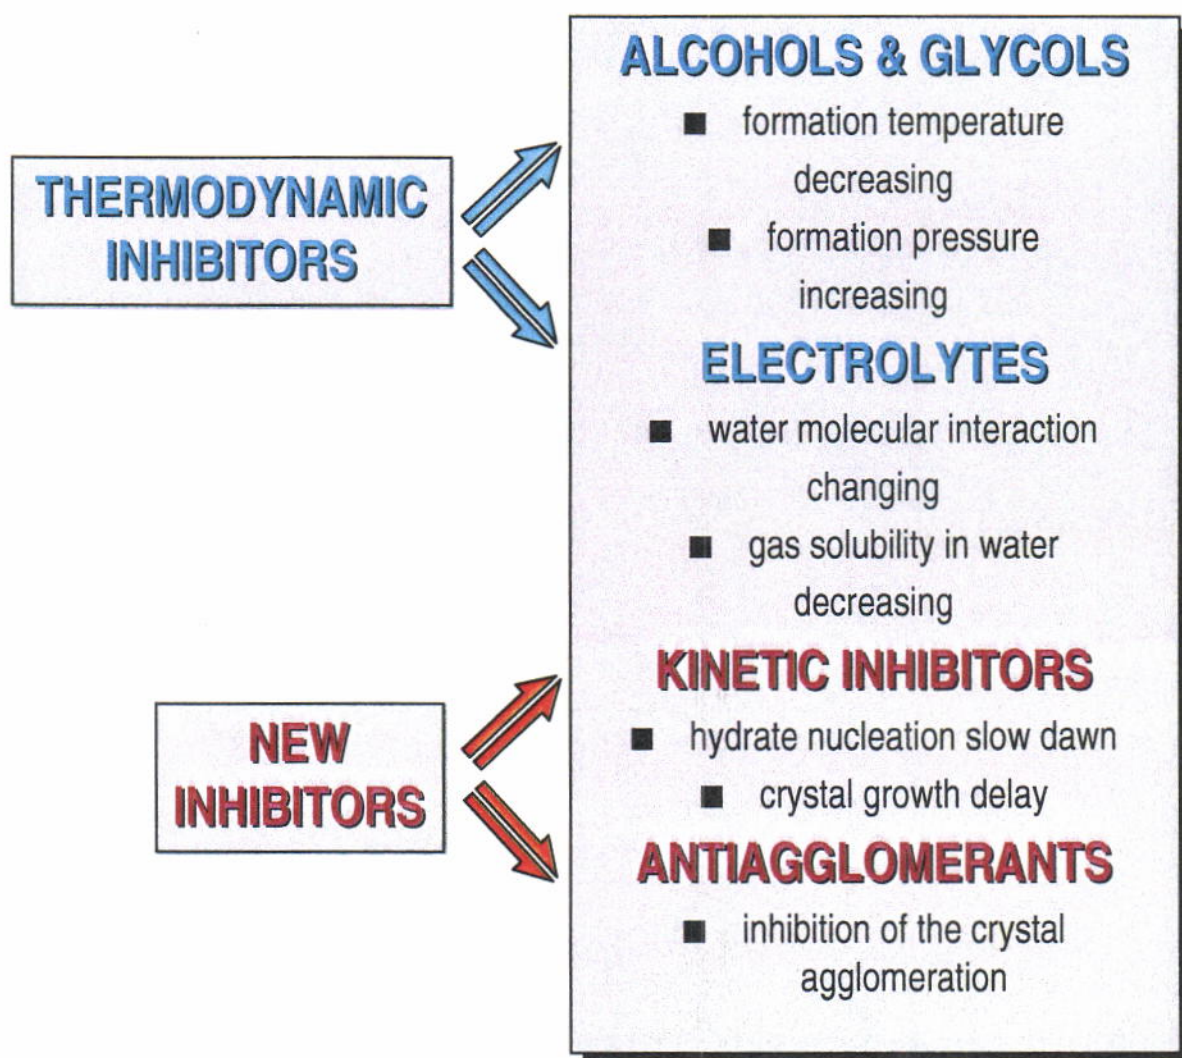 THERMODYNAMIC
INHIBITORS
ALCOHOLS & GLYCOLS
■ formation temperature
decreasing
■ formation pressure
increasing
ELECTROLYTES
■ water molecular interaction
changing
■ gas solubility in water
decreasing
NEW
INHIBITORS
KINETIC INHIBITORS
■ hydrate nucleation slow dawn
■ crystal growth delay
ANTIAGGLOMERANTS
■ inhibition of the crystal
agglomeration